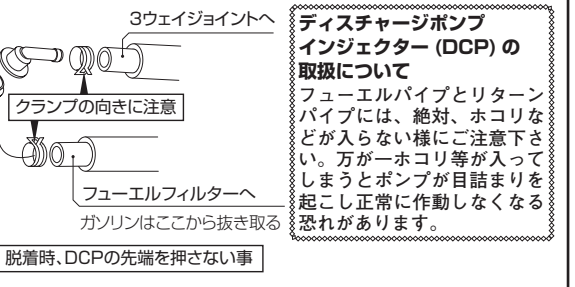 3ウェイジョイントへ
クランプの向きに注意
フューエルフィルターへ
ガソリンはここから抜き取る
脱着時、DCPの先端を押さない事
ディスチャージポンプ
インジェクター(DCP)の
取扱について
フューエルパイプとリターン
パイプには、絶対、ホコリな
どが入らない様にご注意下さ
い。万が一ホコリ等が入って
しまうとポンプが目詰まりを
起こし正常に作動しなくなる
恐れがあります。